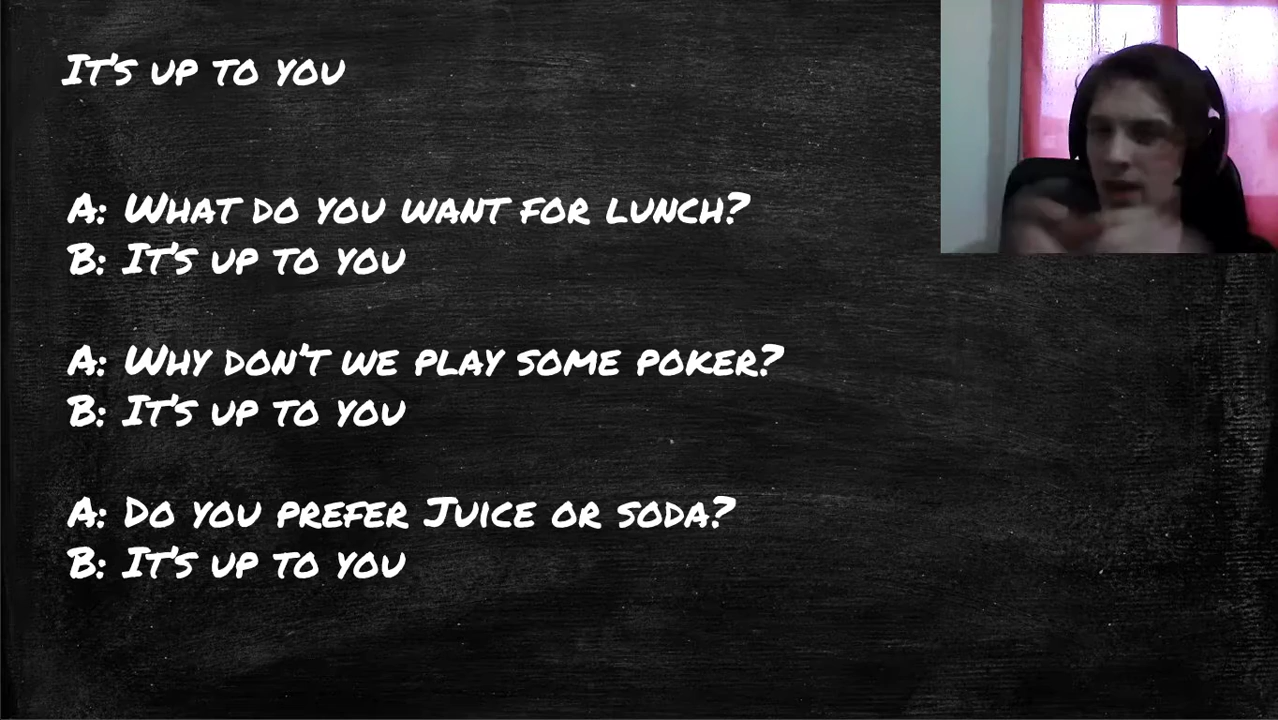 It's up to you
A: What do you want for lunch?
B: It's up to you
A: Why don't we play some poker?
B: It's up to you
A: Do you prefer Juice or soda?
B: It's up to you